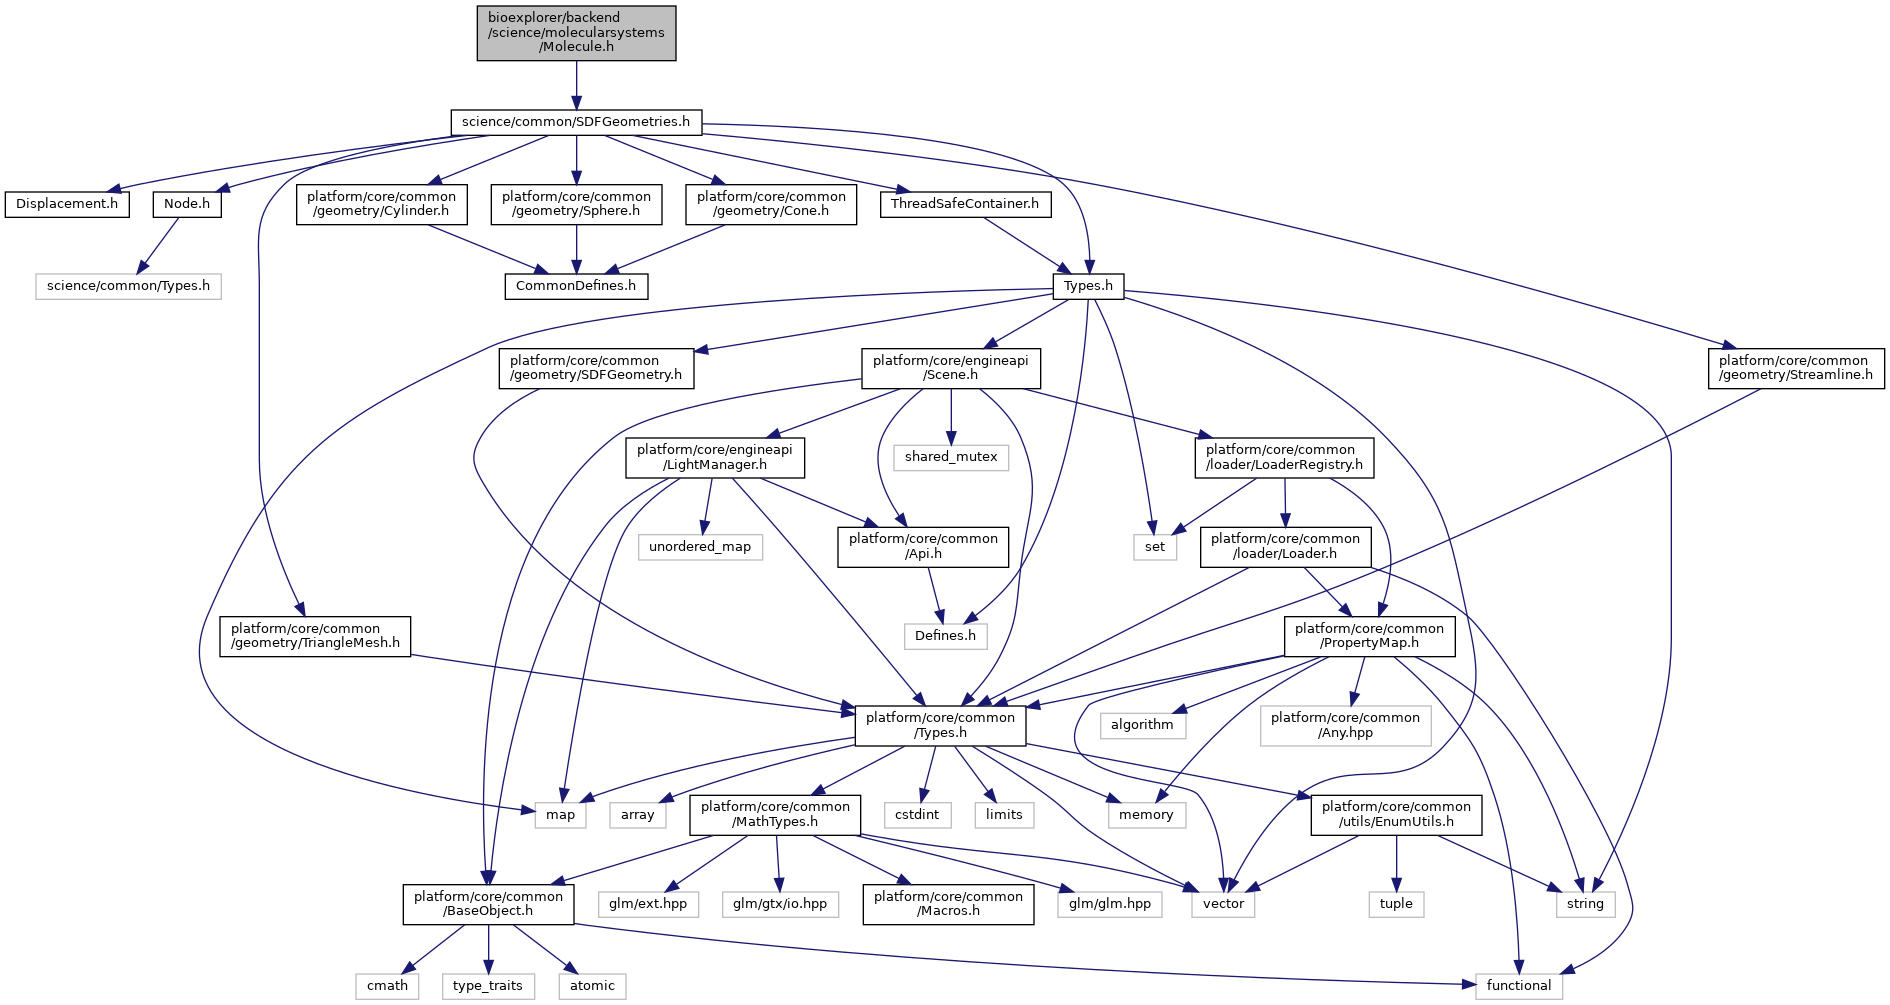 bioexplorer/backend
/science/molecularsystems
/Molecule.h
science/common/SDFGeometries.h
Displacement.h
Node.h
platform/core/common
/geometry/Cylinder.h
platform/core/common
/geometry/Sphere.h
platform/core/common
/geometry/Cone.h
ThreadSafeContainer.h
science/common/Types.h
CommonDefines.h
Types.h
platform/core/common
/geometry/SDFGeometry.h
platform/core/engineapi
/Scene.h
platform/core/common
/geometry/Streamline.h
platform/core/engineapi
/LightManager.h
shared_mutex
platform/core/common
/loader/LoaderRegistry.h
unordered_map
platform/core/common
/Api.h
set
platform/core/common
/loader/Loader.h
platform/core/common
/geometry/TriangleMesh.h
Defines.h
platform/core/common
/PropertyMap.h
platform/core/common
/Types.h
algorithm
platform/core/common
/Any.hpp
map
array
platform/core/common
/MathTypes.h
cstdint
limits
memory
platform/core/common
/utils/EnumUtils.h
platform/core/common
/BaseObject.h
glm/ext.hpp
glm/gtx/io.hpp
platform/core/common
/Macros.h
glm/glm.hpp
vector
tuple
string
cmath
type_traits
atomic
functional